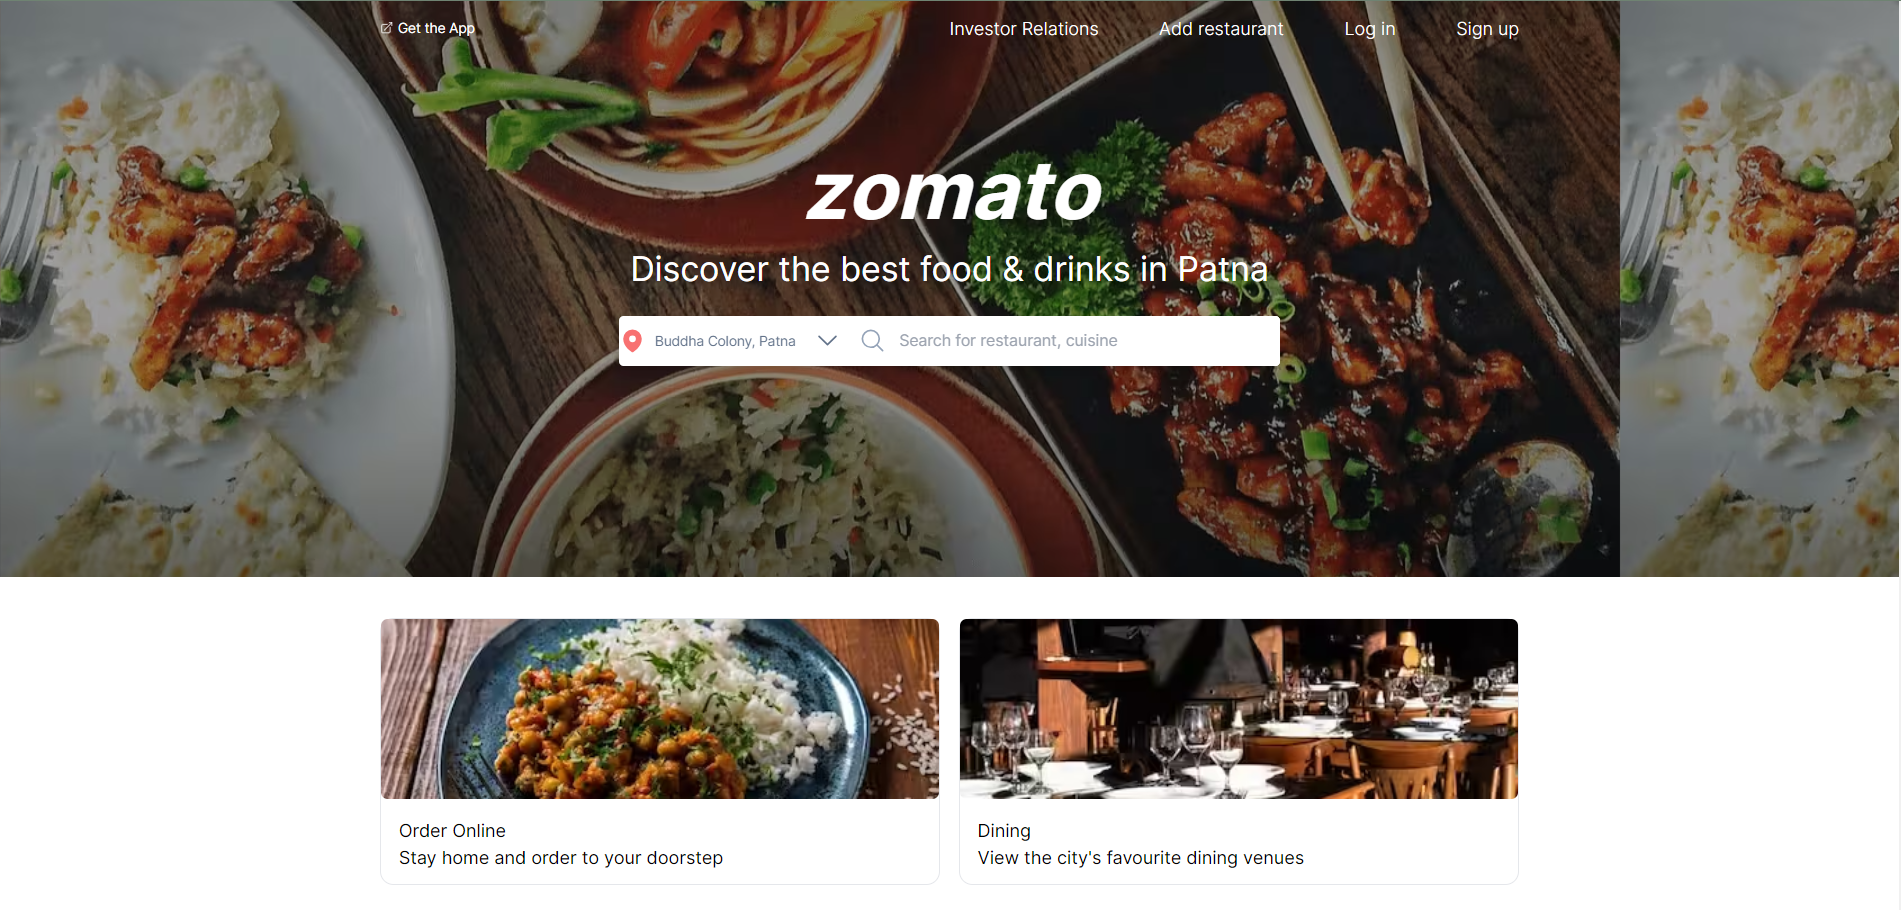 Get the App
Investor Relations
Add restaurant
Log in
Sign up
zomato
Discover the best food & drinks in Patna
Buddha Colony, Patna
Search for restaurant, cuisine
Order Online
Stay home and order to your doorstep
Dining
View the city's favourite dining venues